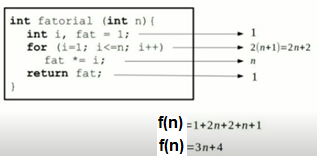 int fatorial (int n){
int i, fat = 1; 1
for (i=1; i<=n; i++) 2(n+1)=2n+2
fat *= i; n
return fat; 1
}
f(n) =1+2n+2+n+1
f(n) =3n+4